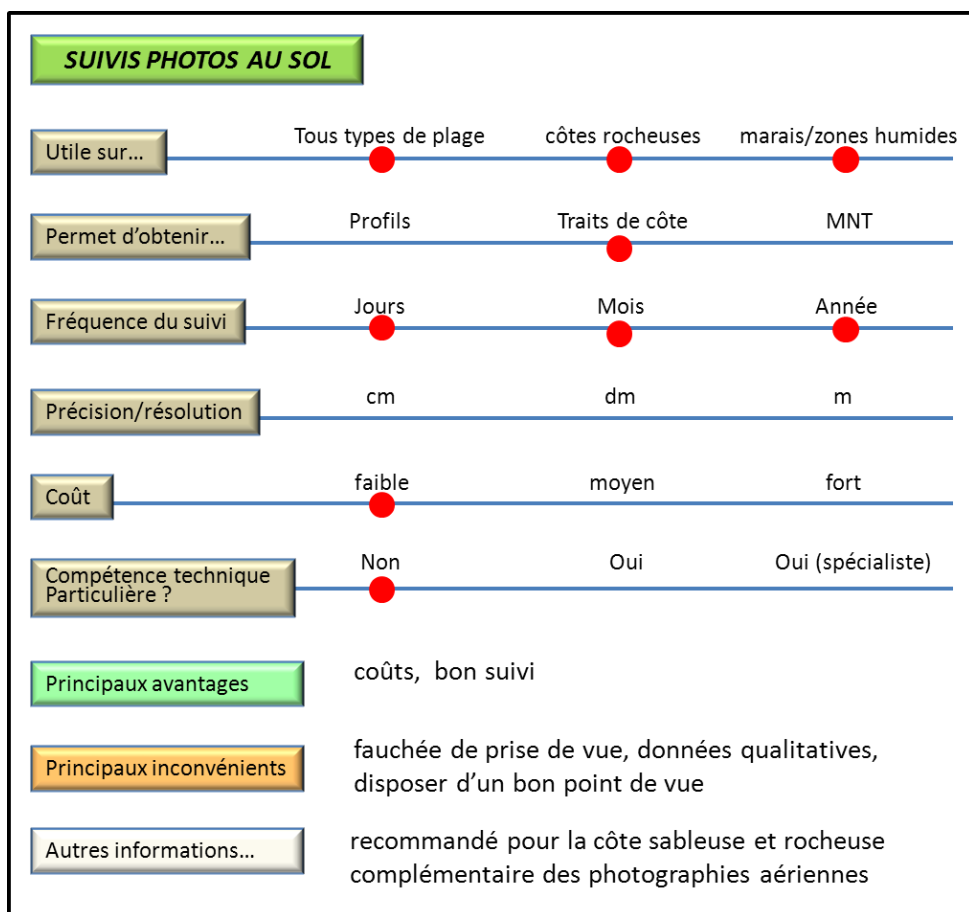 SUIVIS PHOTOS AU SOL
Utile sur... Tous types de plage côtes rocheuses marais/zones humides
Permet d'obtenir... Profils Traits de côte MNT
Fréquence du suivi Jours Mois Année
Précision/résolution cm dm m
Coût faible moyen fort
Compétence technique
Particulière ? Non Oui Oui (spécialiste)
Principaux avantages coûts, bon suivi
Principaux inconvénients fauchée de prise de vue, données qualitatives,
disposer d'un bon point de vue
Autres informations... recommandé pour la côte sableuse et rocheuse
complémentaire des photographies aériennes